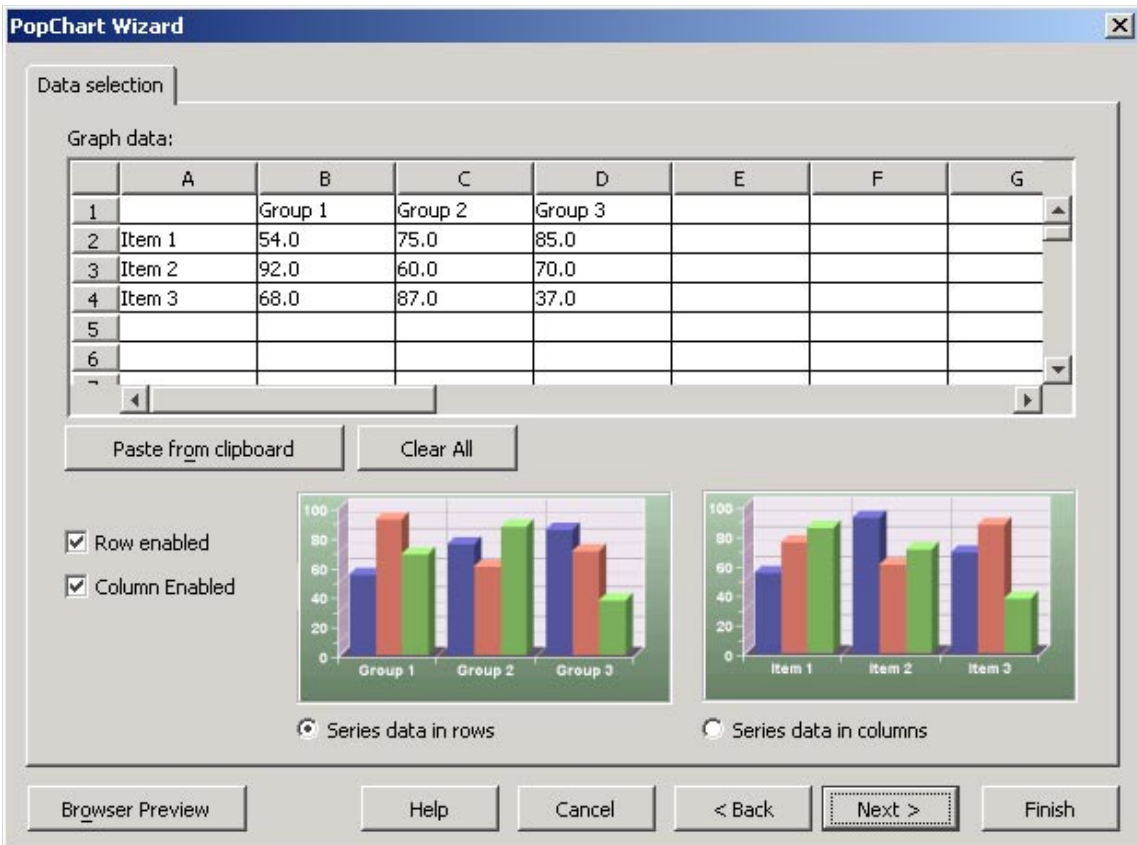 PopChart Wizard
Data selection
Graph data:
A B C D E F G
1 Group 1 Group 2 Group 3
2 Item 1 54.0 75.0 85.0
3 Item 2 92.0 60.0 70.0
4 Item 3 68.0 87.0 37.0
5
6
Paste from clipboard Clear All
Row enabled
Column Enabled
100
80
60
40
20
0
Group 1 Group 2 Group 3
100
80
60
40
20
0
Item 1 Item 2 Item 3
Series data in rows Series data in columns
Browser Preview Help Cancel < Back Next > Finish